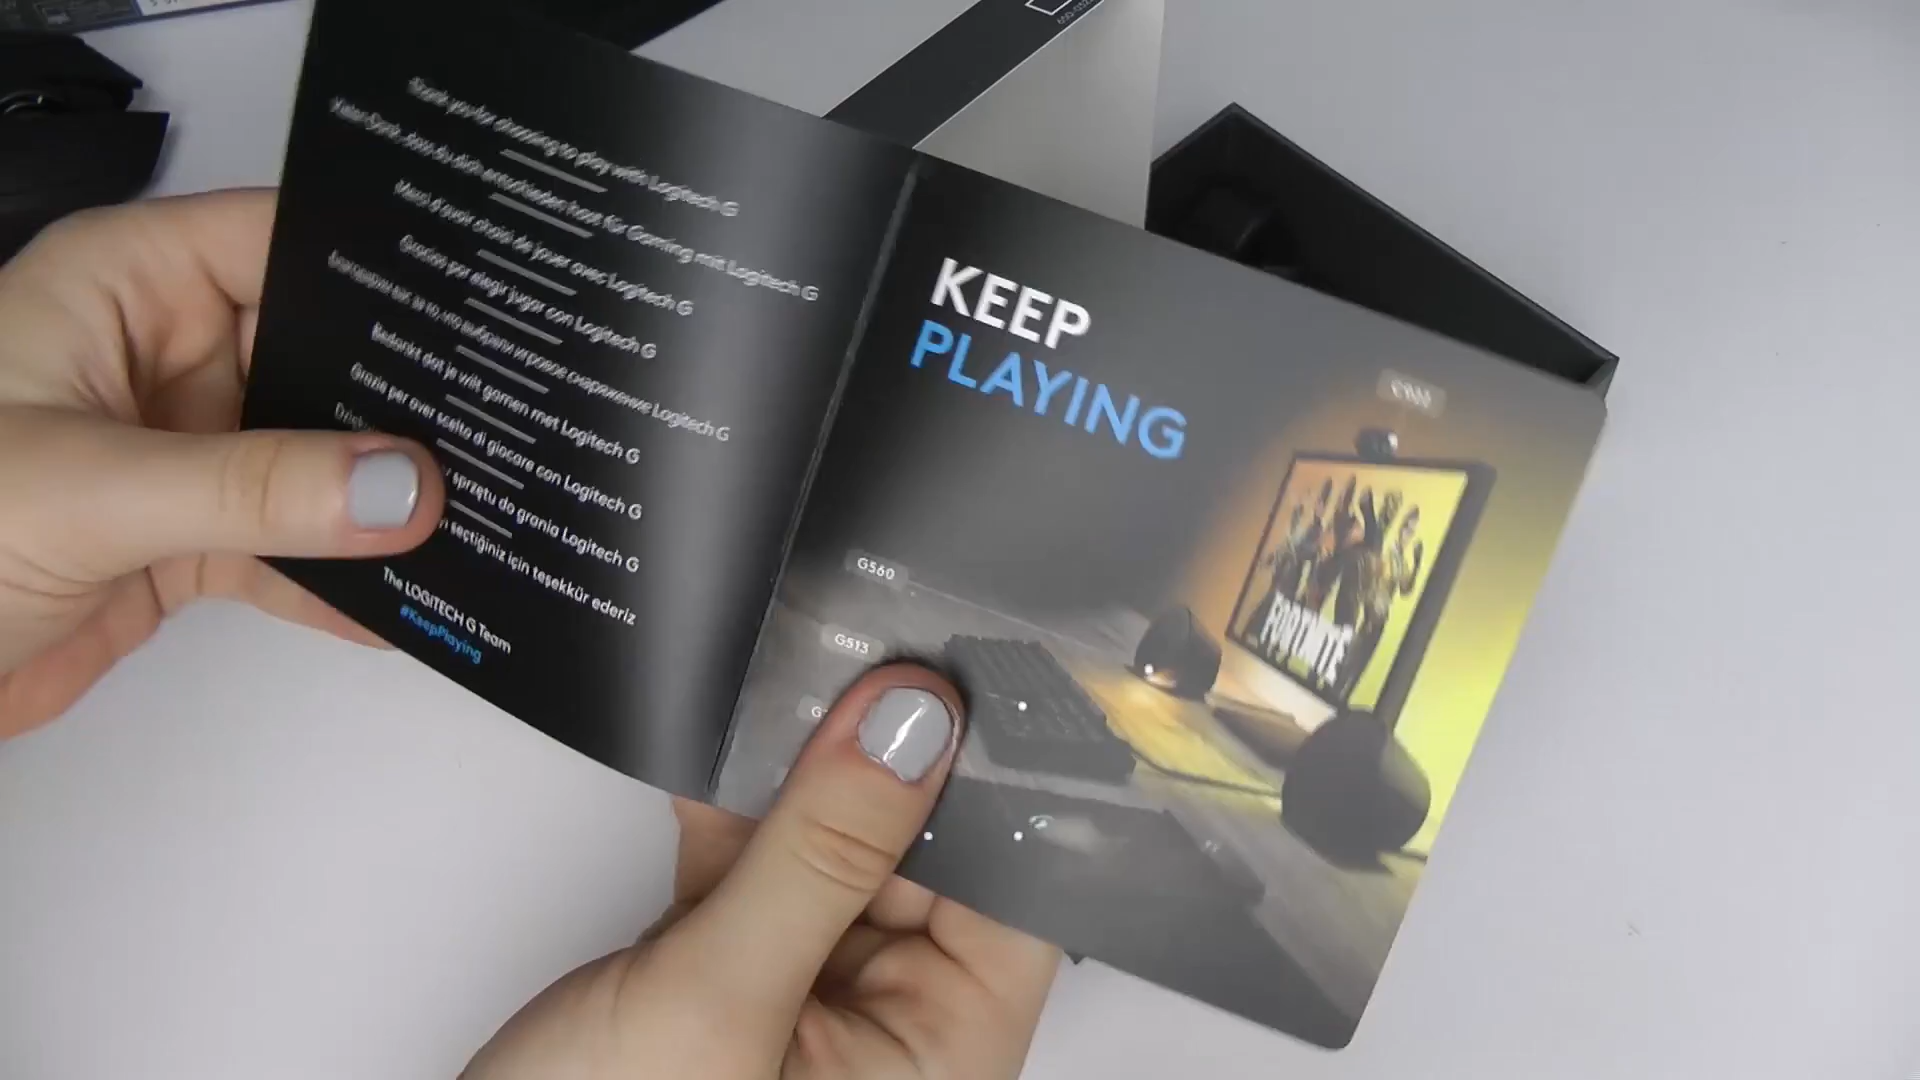 Thank you for choosing to play with Logitech G
Vielen Dank, dass du dich entschieden hast für Gaming mit Logitech G
Merci d'avoir choisi de jouer avec Logitech G
Gracias por elegir jugar con Logitech G
Благодарим вас за то, что выбрали игровое снаряжение Logitech G
Bedankt dat je wilt gamen met Logitech G
Grazie per aver scelto di giocare con Logitech G
sprzętu do grania Logitech G
seçtiğiniz için teşekkür ederiz
The LOGITECH G Team
#KeepPlaying
KEEP
PLAYING
G560
G513
FORTNITE